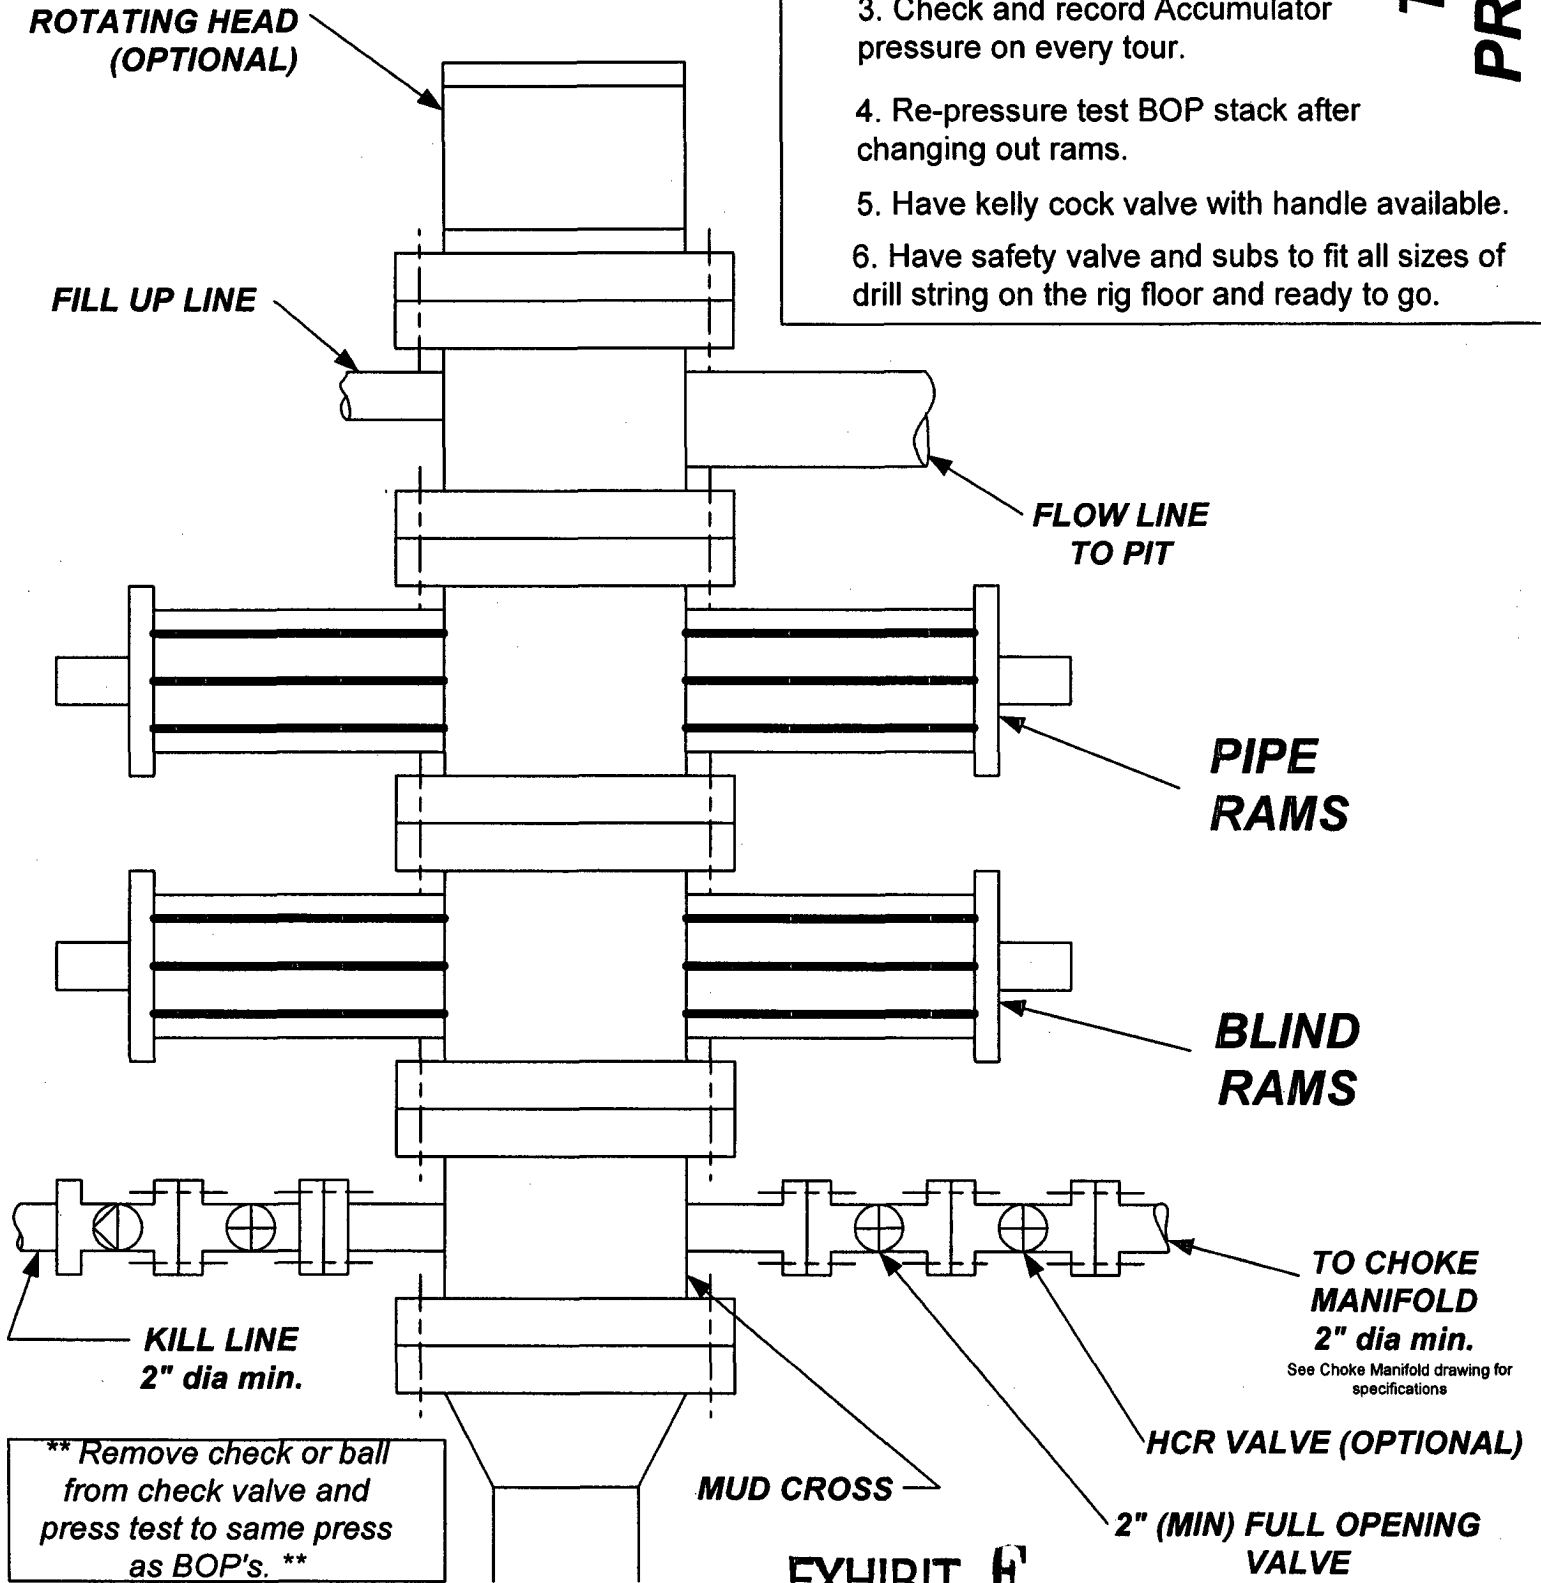 ROTATING HEAD
(OPTIONAL)
3. Check and record Accumulator
pressure on every tour.
4. Re-pressure test BOP stack after
changing out rams.
5. Have kelly cock valve with handle available.
6. Have safety valve and subs to fit all sizes of
drill string on the rig floor and ready to go.
FILL UP LINE
FLOW LINE
TO PIT
PIPE
RAMS
BLIND
RAMS
KILL LINE
2" dia min.
TO CHOKE
MANIFOLD
2" dia min.
See Choke Manifold drawing for
specifications
HCR VALVE (OPTIONAL)
MUD CROSS
2" (MIN) FULL OPENING
VALVE
** Remove check or ball
from check valve and
press test to same press
as BOP's. **
EXHIBIT